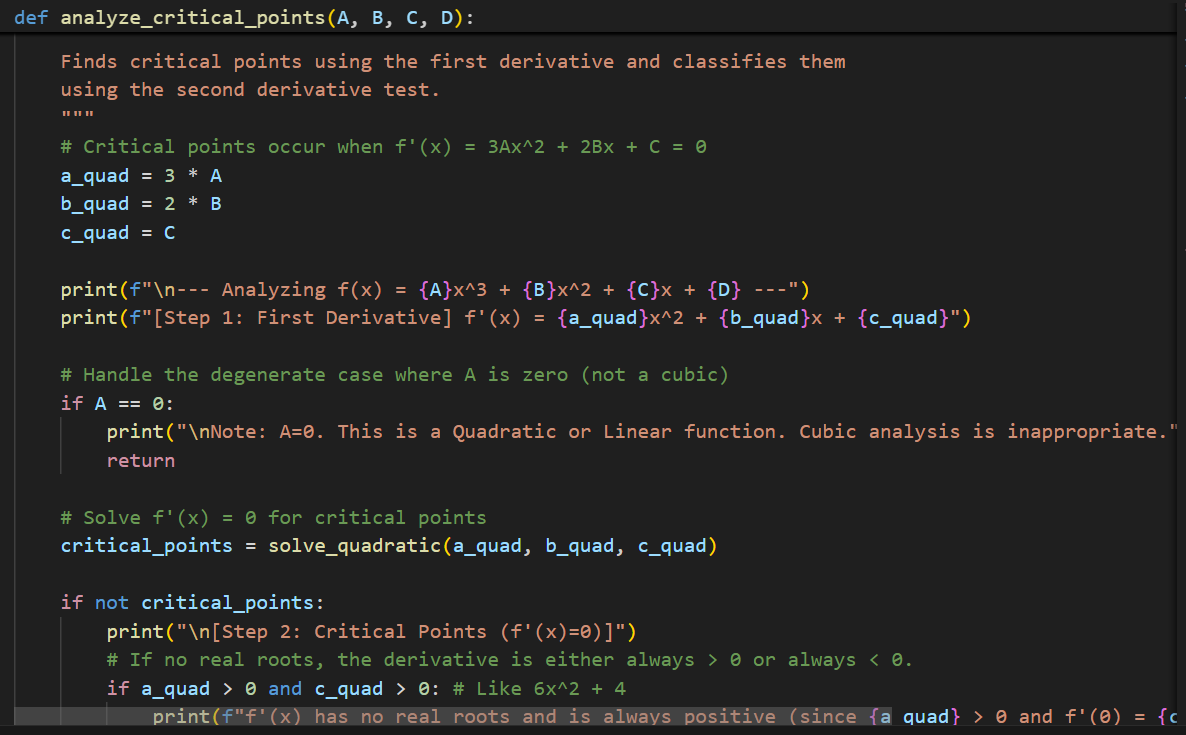 def analyze_critical_points(A, B, C, D):
    Finds critical points using the first derivative and classifies them
    using the second derivative test.
    """
    # Critical points occur when f'(x) = 3Ax^2 + 2Bx + C = 0
    a_quad = 3 * A
    b_quad = 2 * B
    c_quad = C
    print(f"\n--- Analyzing f(x) = {A}x^3 + {B}x^2 + {C}x + {D} ---")
    print(f"[Step 1: First Derivative] f'(x) = {a_quad}x^2 + {b_quad}x + {c_quad}")
    # Handle the degenerate case where A is zero (not a cubic)
    if A == 0:
        print("\nNote: A=0. This is a Quadratic or Linear function. Cubic analysis is inappropriate."
        return
    # Solve f'(x) = 0 for critical points
    critical_points = solve_quadratic(a_quad, b_quad, c_quad)
    if not critical_points:
        print("\n[Step 2: Critical Points (f'(x)=0)]")
        # If no real roots, the derivative is either always > 0 or always < 0.
        if a_quad > 0 and c_quad > 0: # Like 6x^2 + 4
            print(f"f'(x) has no real roots and is always positive (since {a_quad} > 0 and f'(0) = {c